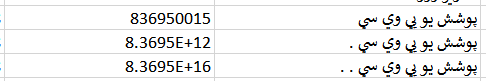 پوشش يو پي وي سي 836950015
پوشش يو پي وي سي . 8.3695E+12
پوشش يو پي وي سي . . 8.3695E+16